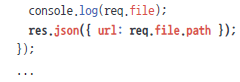 console.log(req.file);
res.json({ url: req.file.path });
});
...